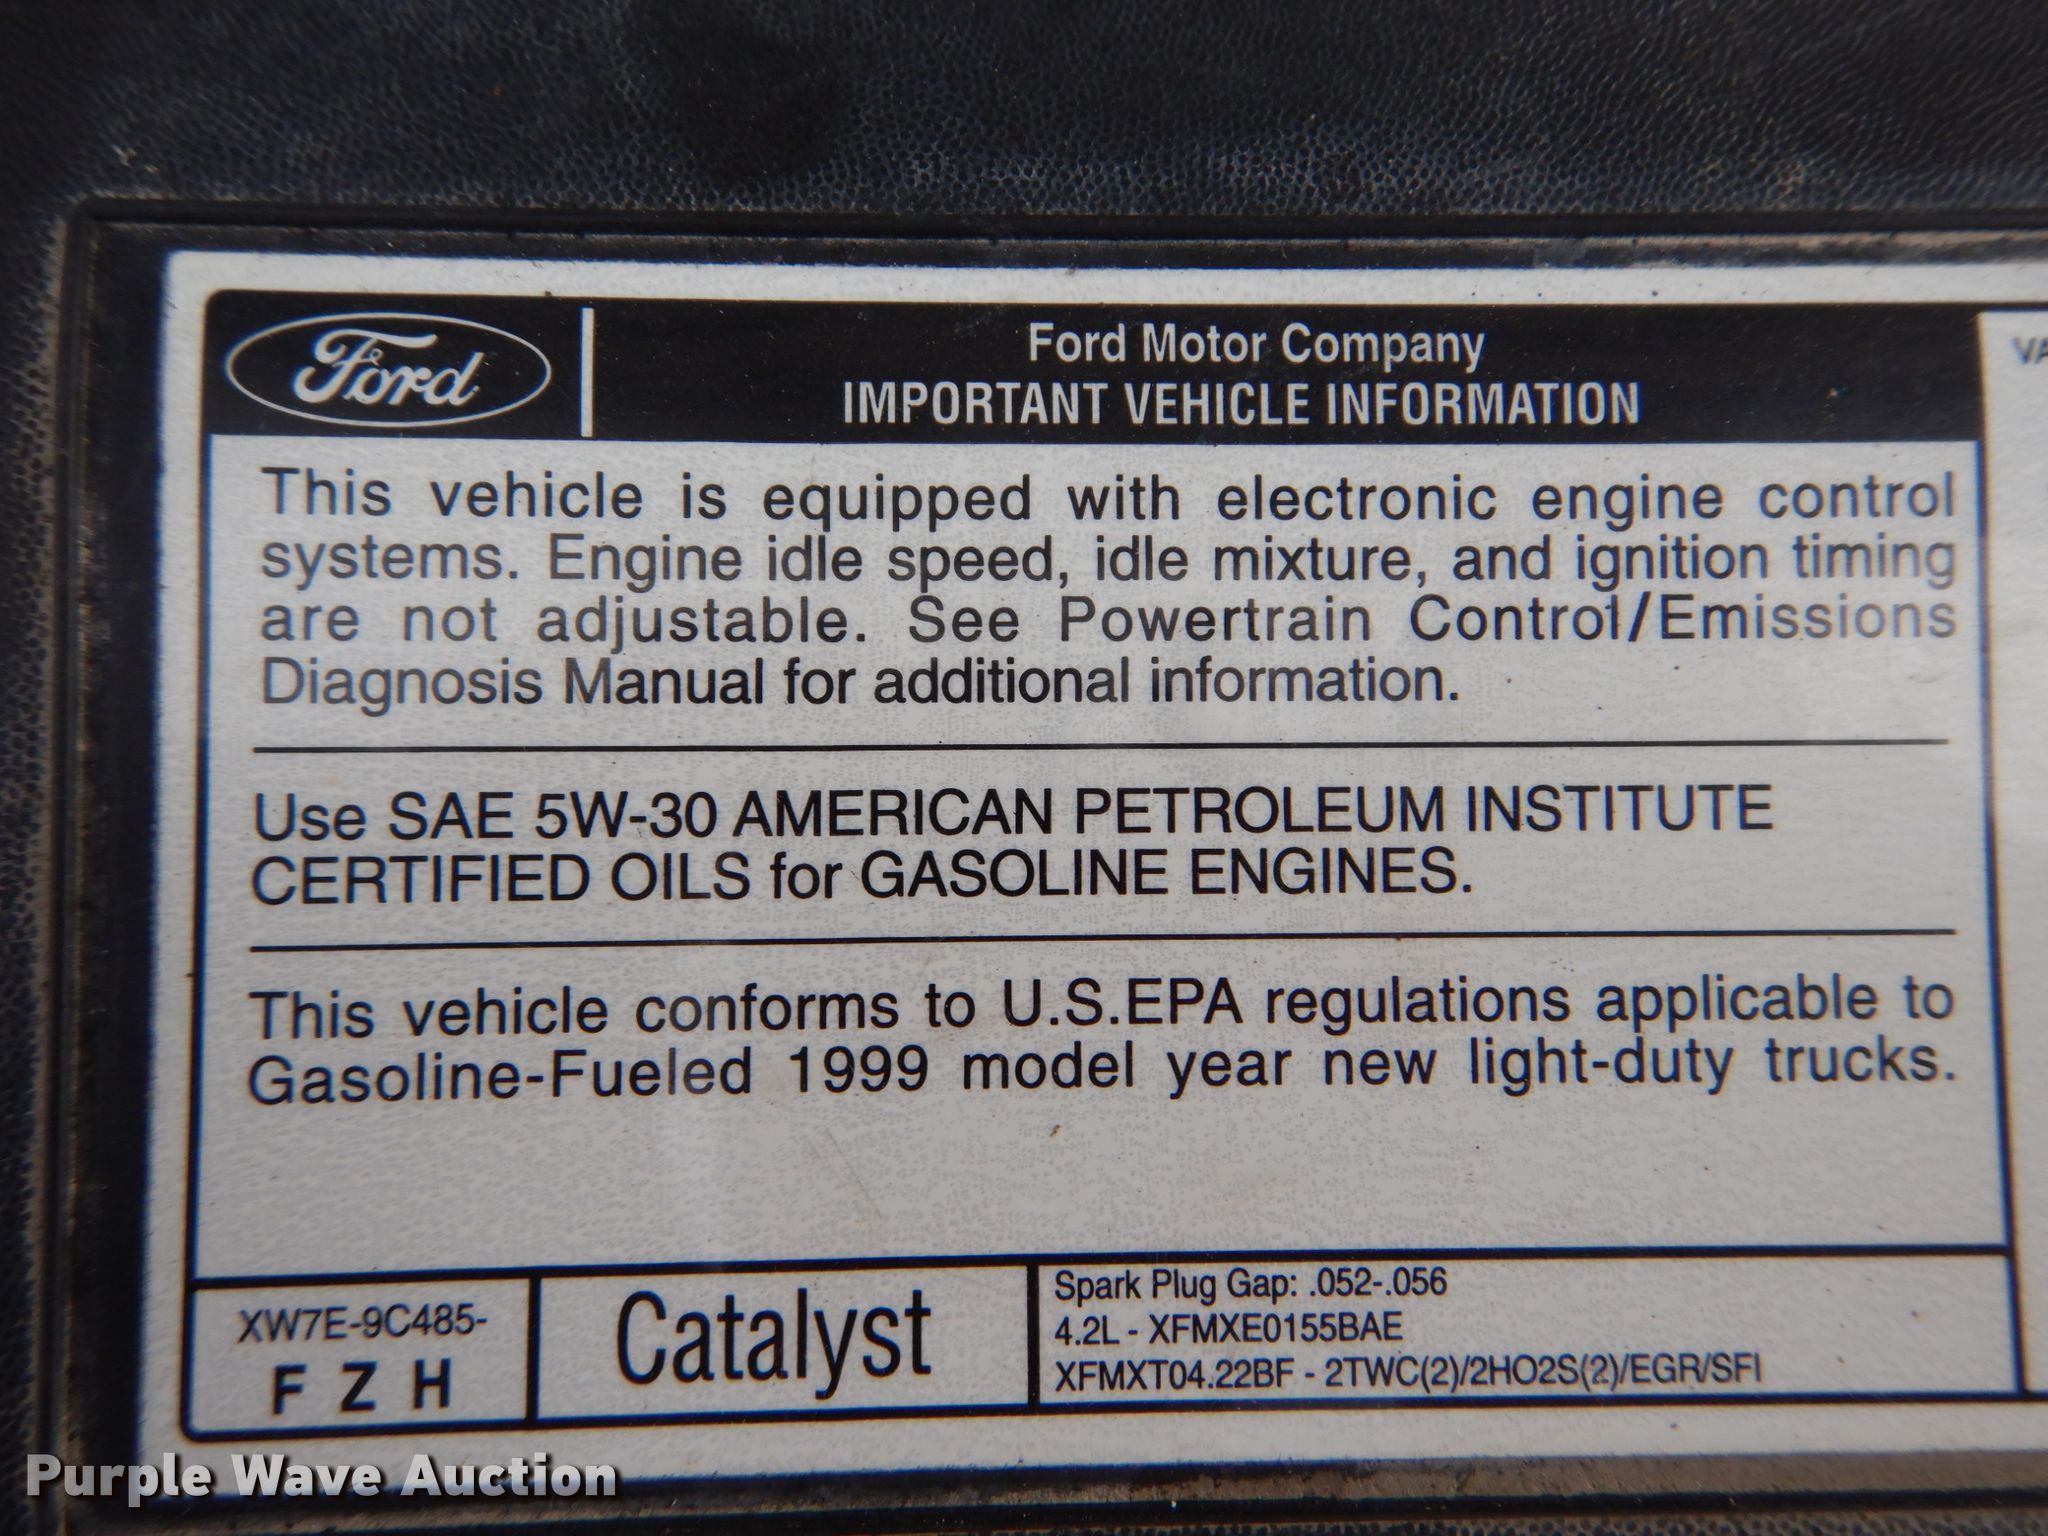 Ford
Ford Motor Company
IMPORTANT VEHICLE INFORMATION
VA
This vehicle is equipped with electronic engine control
systems. Engine idle speed, idle mixture, and ignition timing
are not adjustable. See Powertrain Control/Emissions
Diagnosis Manual for additional information.
Use SAE 5W-30 AMERICAN PETROLEUM INSTITUTE
CERTIFIED OILS for GASOLINE ENGINES.
This vehicle conforms to U.S.EPA regulations applicable to
Gasoline-Fueled 1999 model year new light-duty trucks.
XW7E-9C485-
F Z H
Catalyst
Spark Plug Gap: .052-.056
4.2L - XFMXE0155BAE
XFMXT04.22BF - 2TWC(2)/2HO2S(2)/EGR/SFI
Purple Wave Auction